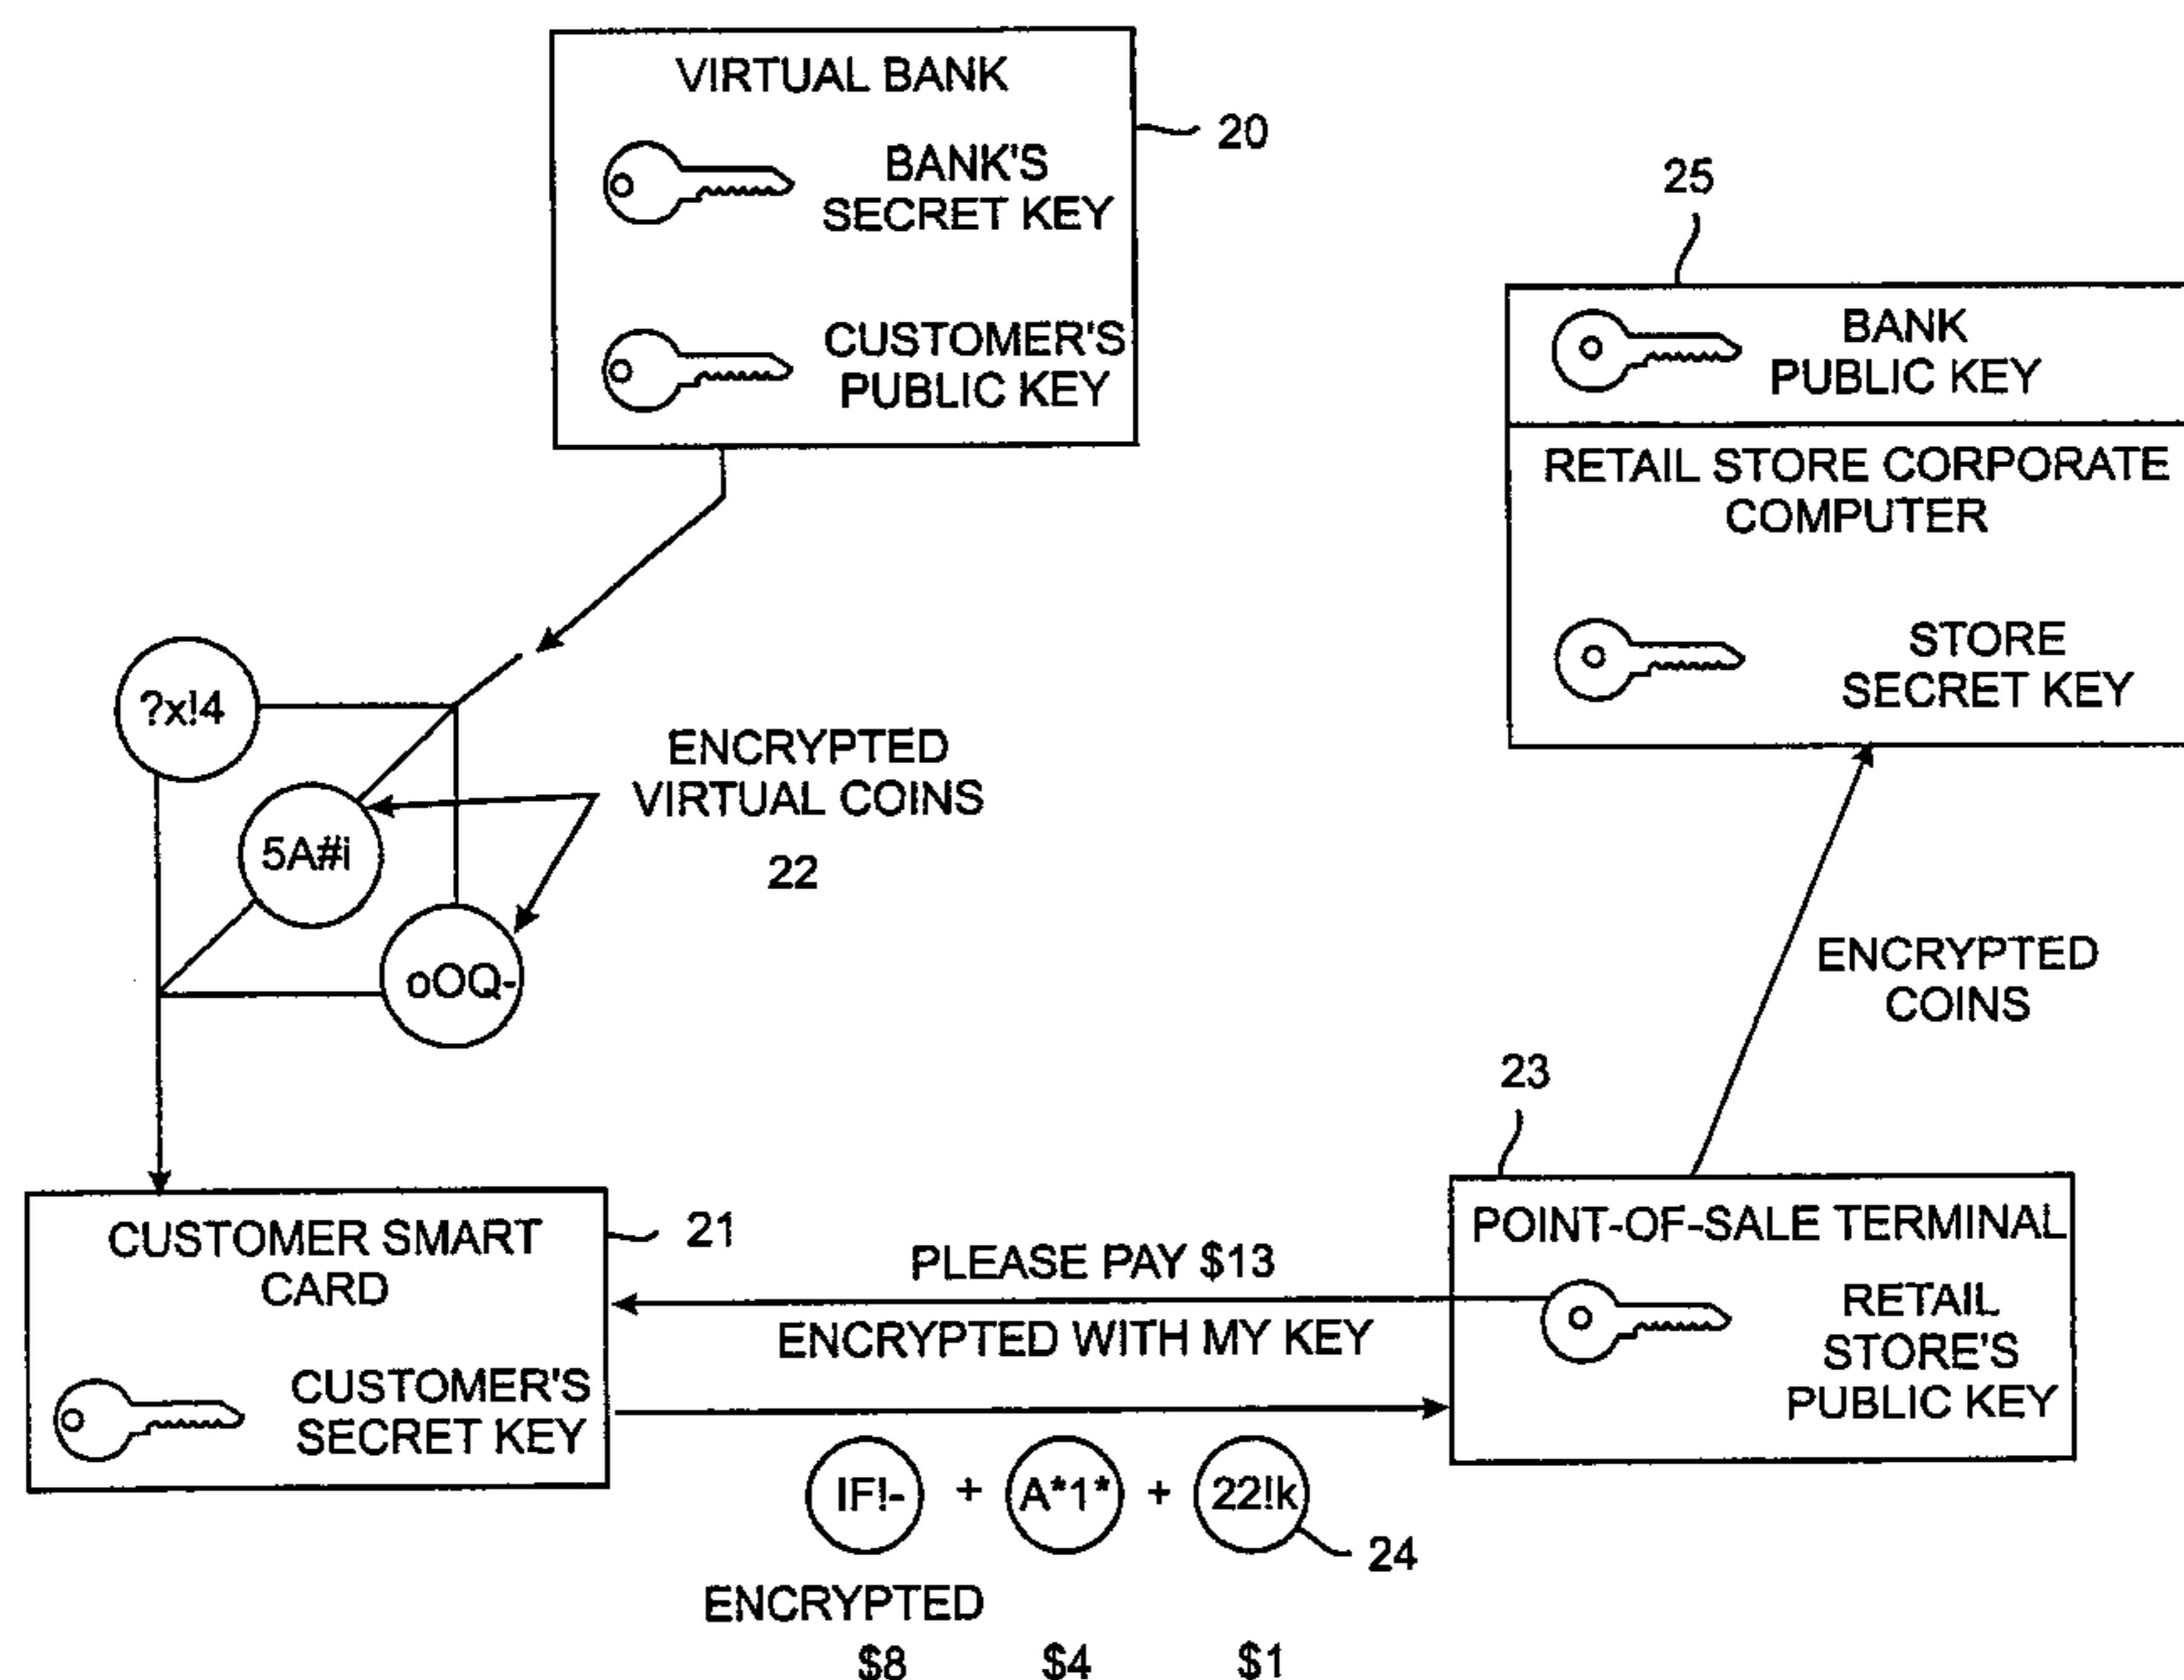 VIRTUAL BANK
BANK'S
SECRET KEY
20
CUSTOMER'S
PUBLIC KEY
25
BANK
PUBLIC KEY
RETAIL STORE CORPORATE
COMPUTER
STORE
SECRET KEY
?x!4
5A#i
oOQ-
ENCRYPTED
VIRTUAL COINS
22
ENCRYPTED
COINS
23
CUSTOMER SMART
CARD
21
CUSTOMER'S
SECRET KEY
PLEASE PAY $13
ENCRYPTED WITH MY KEY
POINT-OF-SALE TERMINAL
RETAIL
STORE'S
PUBLIC KEY
IF!- + A*1* + 22!k
24
ENCRYPTED
$8 $4 $1